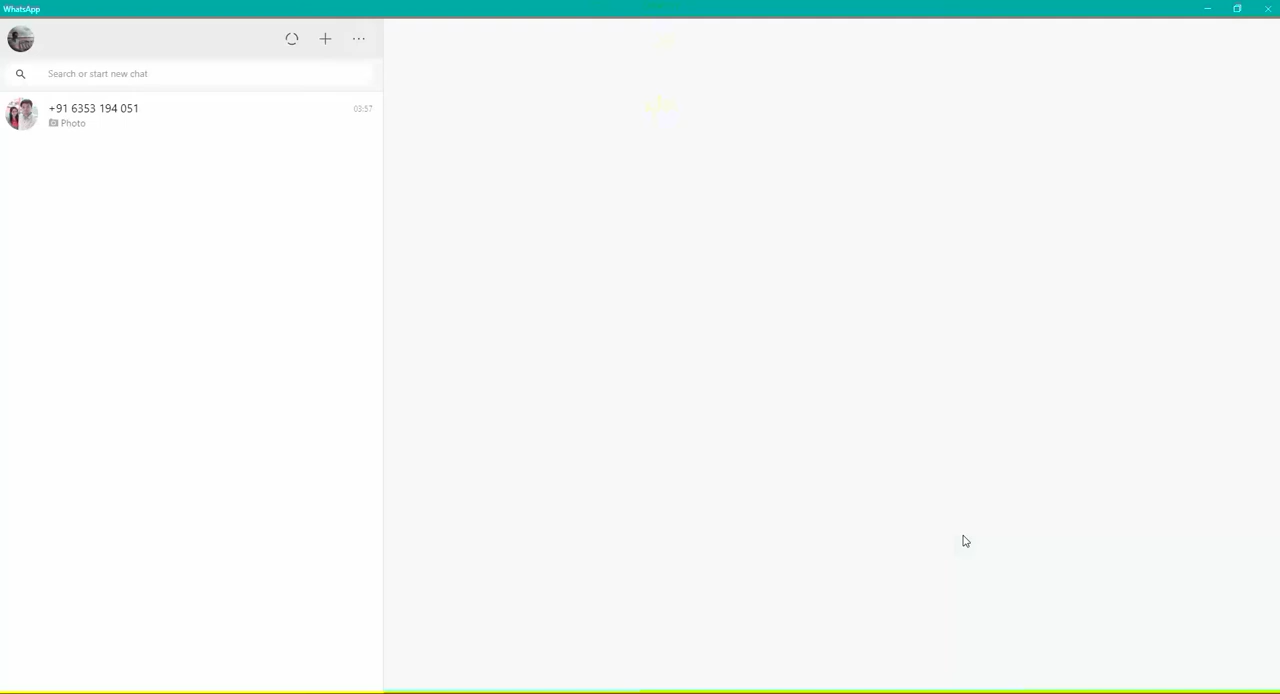 WhatsApp
Search or start new chat
+91 6353 194 051
03:57
Photo